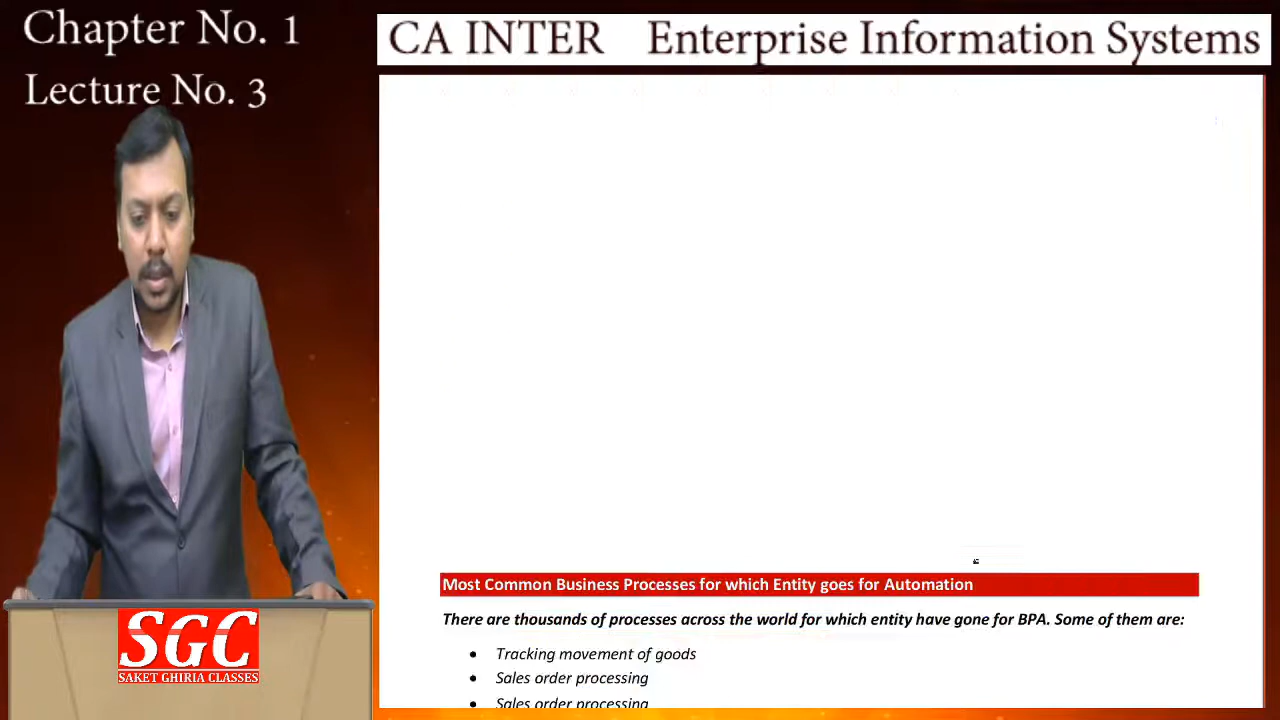 Chapter No. 1
Lecture No. 3
CA INTER Enterprise Information Systems
Most Common Business Processes for which Entity goes for Automation
There are thousands of processes across the world for which entity have gone for BPA. Some of them are:
• Tracking movement of goods
• Sales order processing
• Sales order processing
SGC
SAKET GHIRIA CLASSES